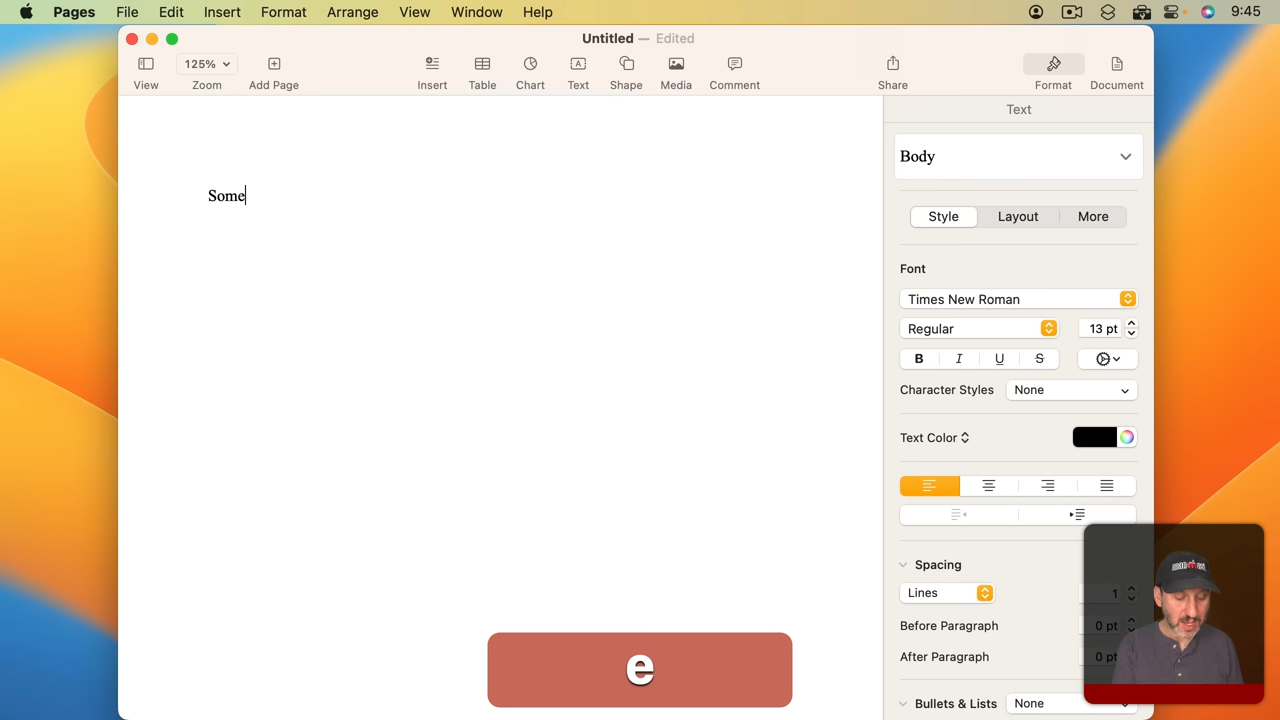 Pages File Edit Insert Format Arrange View Window Help 9:45
Untitled — Edited
125%
View Zoom Add Page Insert Table Chart Text Shape Media Comment Share Format Document
Text
Body
Some
Style Layout More
Font
Times New Roman
Regular 13 pt
B I U S
Character Styles None
Text Color
Spacing
Lines 1
Before Paragraph 0 pt
After Paragraph 0 pt
Bullets & Lists None
e